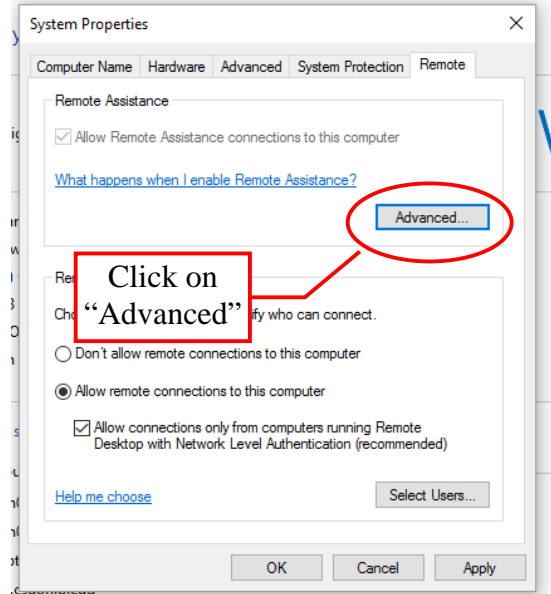 System Properties
Computer Name Hardware Advanced System Protection Remote
Remote Assistance
Allow Remote Assistance connections to this computer
What happens when I enable Remote Assistance?
Advanced...
Click on
“Advanced”
who can connect.
Don't allow remote connections to this computer
Allow remote connections to this computer
Allow connections only from computers running Remote
Desktop with Network Level Authentication (recommended)
Help me choose
Select Users...
OK Cancel Apply